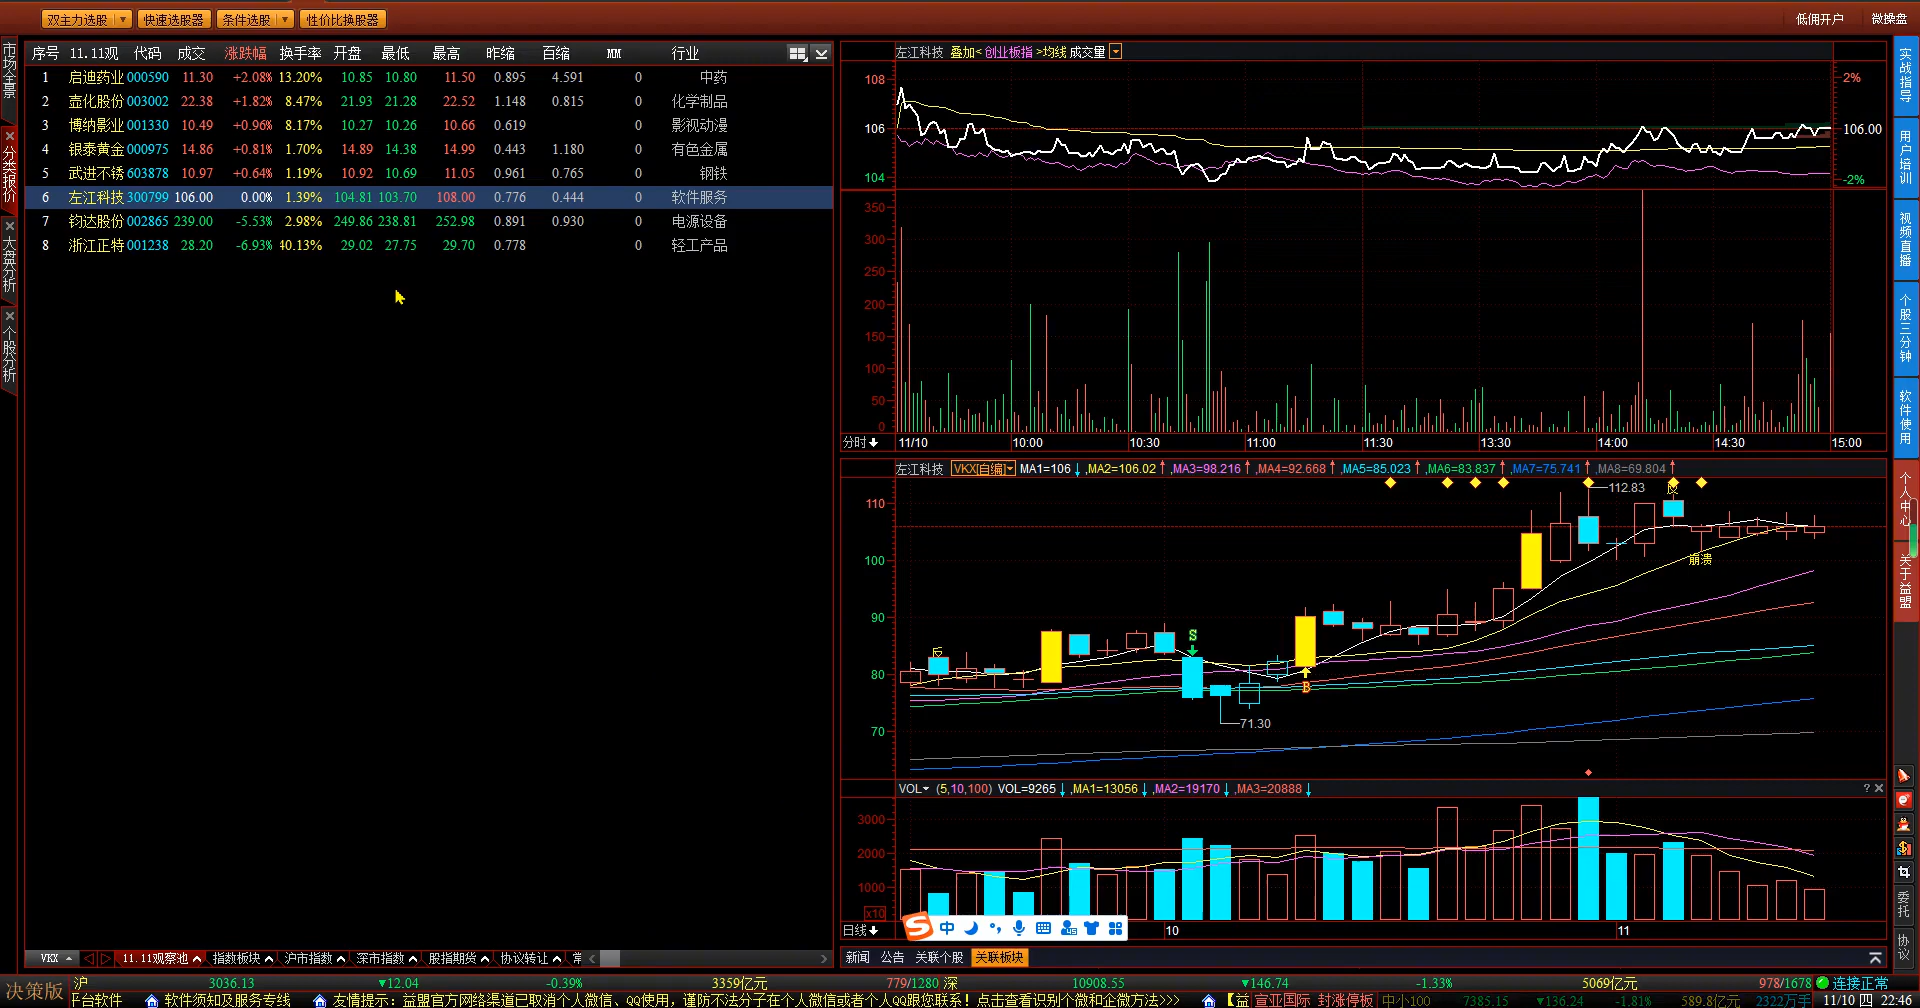 双主力选股 快速选股器 条件选股 性价比换股器 低佣开户 微操盘
市场全景
分类报价
大盘分析
个股分析
序号 11.11观 代码 成交 涨跌幅 换手率 开盘 最低 最高 昨缩 百缩 MM 行业
1 启迪药业 000590 11.30 +2.08% 13.20% 10.85 10.80 11.50 0.895 4.591 0 中药
2 壶化股份 003002 22.38 +1.82% 8.47% 21.93 21.28 22.52 1.148 0.815 0 化学制品
3 博纳影业 001330 10.49 +0.96% 8.17% 10.27 10.26 10.66 0.619 0 影视动漫
4 银泰黄金 000975 14.86 +0.81% 1.70% 14.89 14.38 14.99 0.443 1.180 0 有色金属
5 武进不锈 603878 10.97 +0.64% 1.19% 10.92 10.69 11.05 0.961 0.765 0 钢铁
6 左江科技 300799 106.00 0.00% 1.39% 104.81 103.70 108.00 0.776 0.444 0 软件服务
7 钧达股份 002865 239.00 -5.53% 2.98% 249.86 238.81 252.98 0.891 0.930 0 电源设备
8 浙江正特 001238 28.20 -6.93% 40.13% 29.02 27.75 29.70 0.778 0 轻工产品
左江科技 叠加<创业板指>均线 成交量
108 2%
106 106.00
104 -2%
350
300
250
200
150
100
50
0
分时 11/10 10:00 10:30 11:00 11:30 13:30 14:00 14:30 15:00
左江科技 VKX[自编] MA1=106↓ ,MA2=106.02↑ ,MA3=98.216↑ ,MA4=92.668↑ ,MA5=85.023↑ ,MA6=83.837↑ ,MA7=75.741↑ ,MA8=69.804↑
112.83
110
崩溃
100
90
S
80
B
71.30
70
VOL (5,10,100) VOL=9265↓ ,MA1=13056↓ ,MA2=19170↓ ,MA3=20888↓ ? ×
3000
2000
1000
x10
日线 10 11
中
新闻 公告 关联个股 关联板块
实战指导
用户培训
视频直播
个股三分钟
软件使用
个人中心
关于益盟
委托
协议
VKX 11.11观察池 指数板块 沪市指数 深市指数 股指期货 协议转让
决策版
沪 3036.13 ▼12.04 -0.39% 3359亿元 779/1280 深 10908.55 ▼146.74 -1.33% 5069亿元 978/1678 连接正常
平台软件 软件须知及服务专线 友情提示：益盟官方网络渠道已取消个人微信、QQ使用，谨防不法分子在个人微信或者个人QQ跟您联系！点击查看识别个微和企微方法>>> 【益 宣亚国际 封涨停板 中小100 7385.15 ▼136.24 -1.81% 589.8亿元 2322万手 11/10 四 22:46